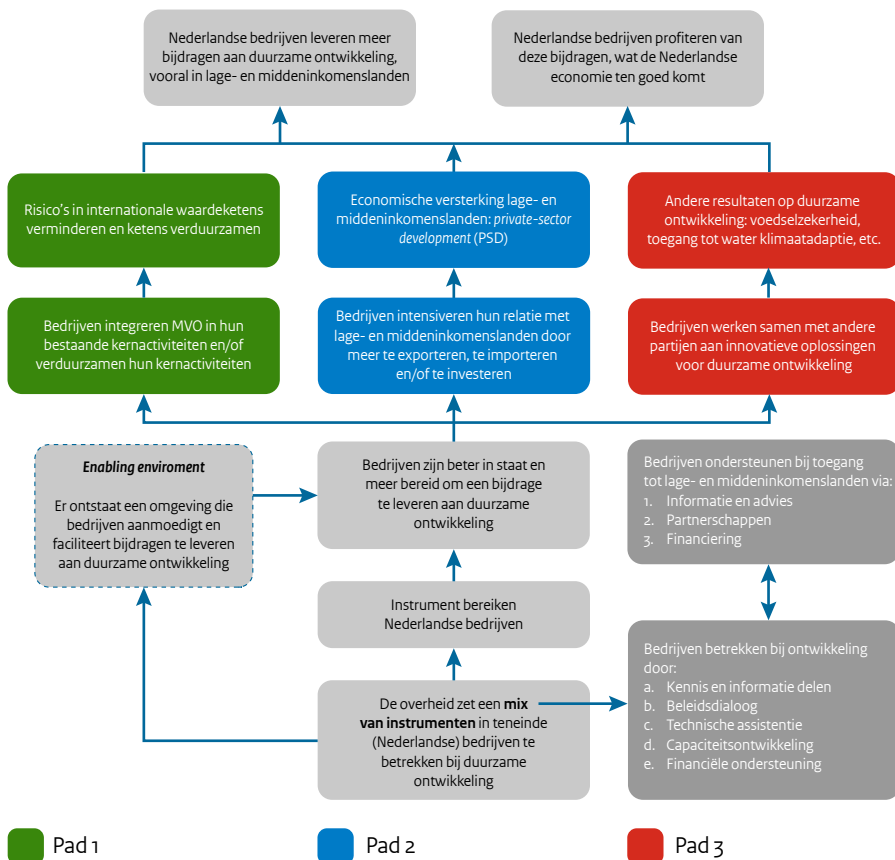 Nederlandse bedrijven leveren meer
bijdragen aan duurzame ontwikkeling,
vooral in lage- en middeninkomenslanden
Nederlandse bedrijven profiteren van
deze bijdragen, wat de Nederlandse
economie ten goed komt
Risico's in internationale waardeketens
verminderen en ketens verduurzamen
Economische versterking lage- en
middeninkomenslanden: private-sector
development (PSD)
Andere resultaten op duurzame
ontwikkeling: voedselzekerheid,
toegang tot water klimaatadaptie, etc.
Bedrijven integreren MVO in hun
bestaande kernactiviteiten en/of
verduurzamen hun kernactiviteiten
Bedrijven intensiveren hun relatie met
lage- en middeninkomenslanden door
meer te exporteren, te importeren
en/of te investeren
Bedrijven werken samen met andere
partijen aan innovatieve oplossingen
voor duurzame ontwikkeling
Enabling enviroment
Er ontstaat een omgeving die
bedrijven aanmoedigt en
faciliteert bijdragen te leveren
aan duurzame ontwikkeling
Bedrijven zijn beter in staat en
meer bereid om een bijdrage
te leveren aan duurzame
ontwikkeling
Bedrijven ondersteunen bij toegang
tot lage- en middeninkomenslanden via:
1. Informatie en advies
2. Partnerschappen
3. Financiering
Instrument bereiken
Nederlandse bedrijven
De overheid zet een mix
van instrumenten in teneinde
(Nederlandse) bedrijven te
betrekken bij duurzame
ontwikkeling
Bedrijven betrekken bij ontwikkeling
door:
a. Kennis en informatie delen
b. Beleidsdialoog
c. Technische assistentie
d. Capaciteitsontwikkeling
e. Financiële ondersteuning
Pad 1
Pad 2
Pad 3